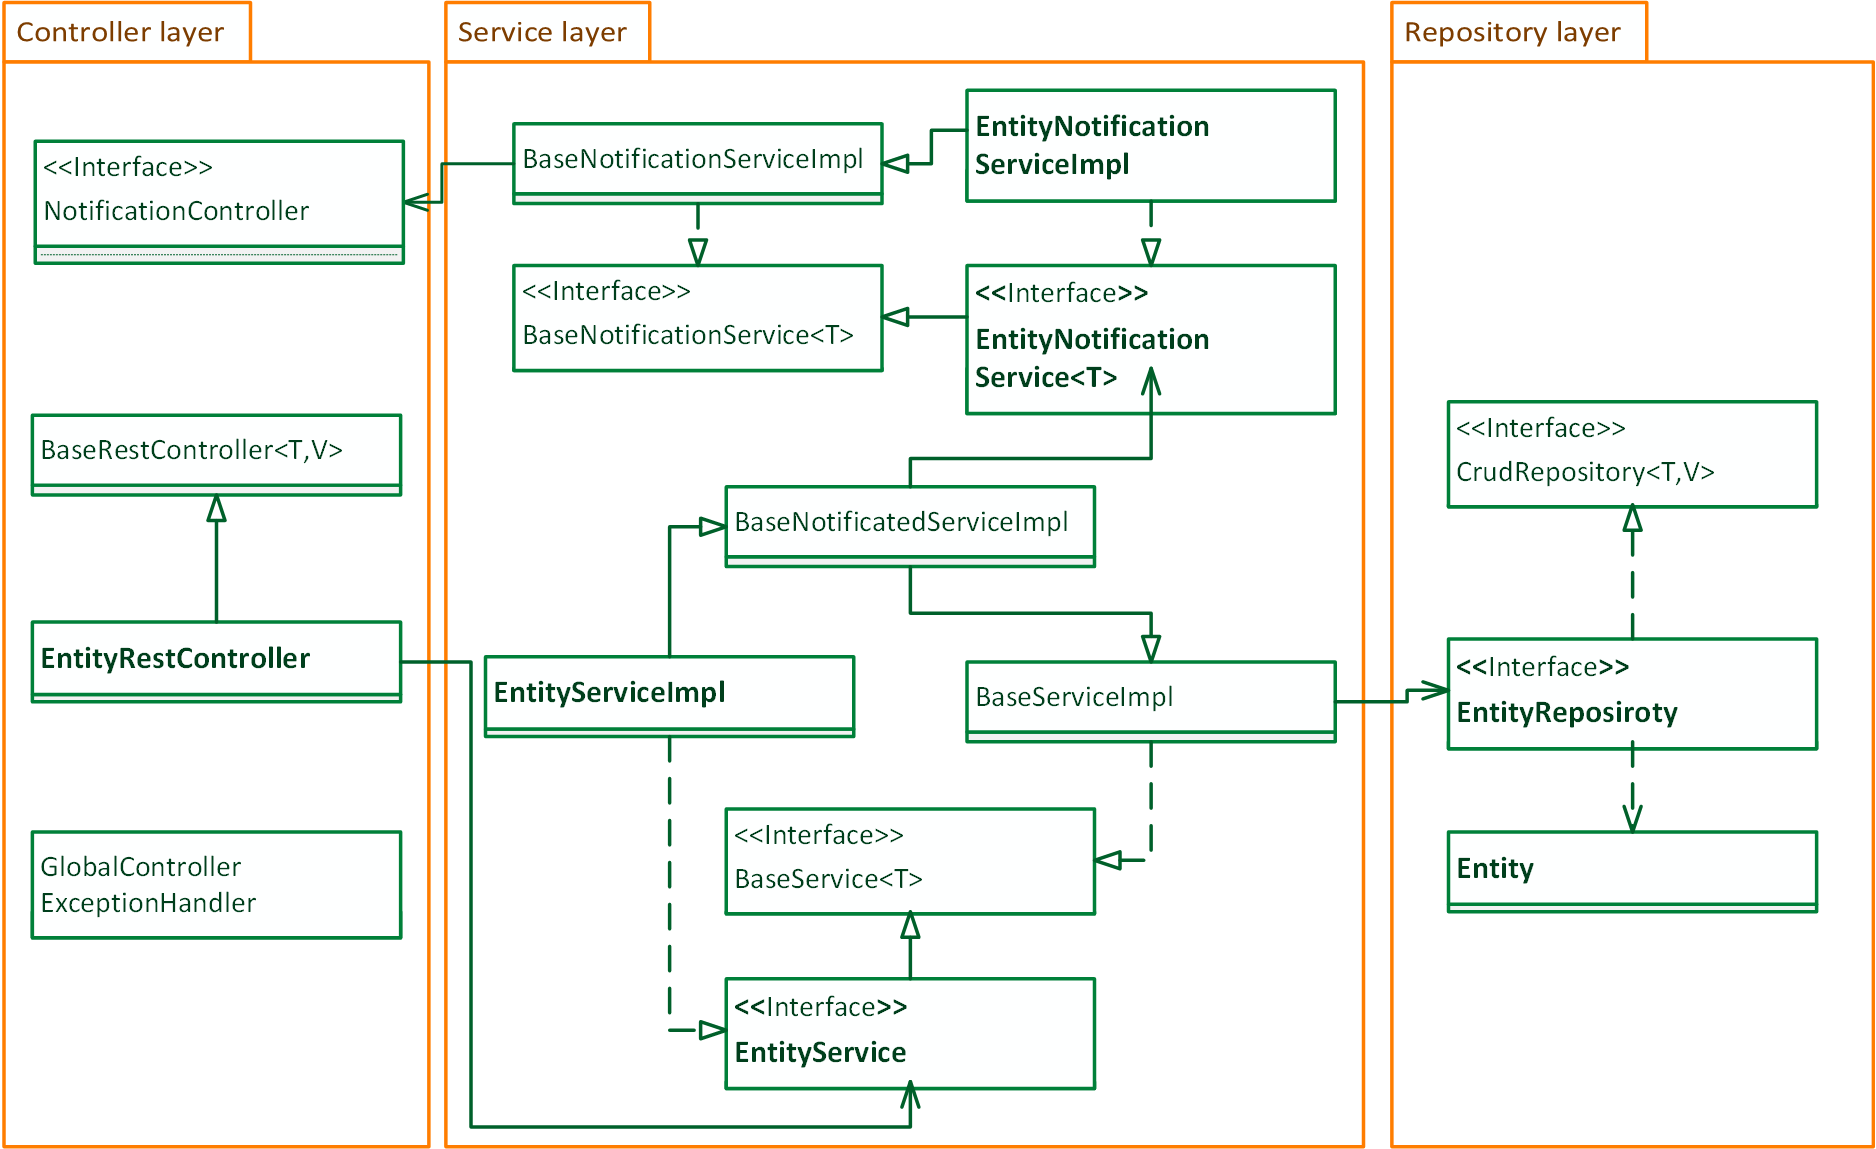 Controller layer
<<Interface>>
NotificationController
BaseRestController<T,V>
EntityRestController
GlobalController
ExceptionHandler
Service layer
BaseNotificationServiceImpl
EntityNotification
ServiceImpl
<<Interface>>
BaseNotificationService<T>
<<Interface>>
EntityNotification
Service<T>
BaseNotificatedServiceImpl
EntityServiceImpl
BaseServiceImpl
<<Interface>>
BaseService<T>
<<Interface>>
EntityService
Repository layer
<<Interface>>
CrudRepository<T,V>
<<Interface>>
EntityReposiroty
Entity